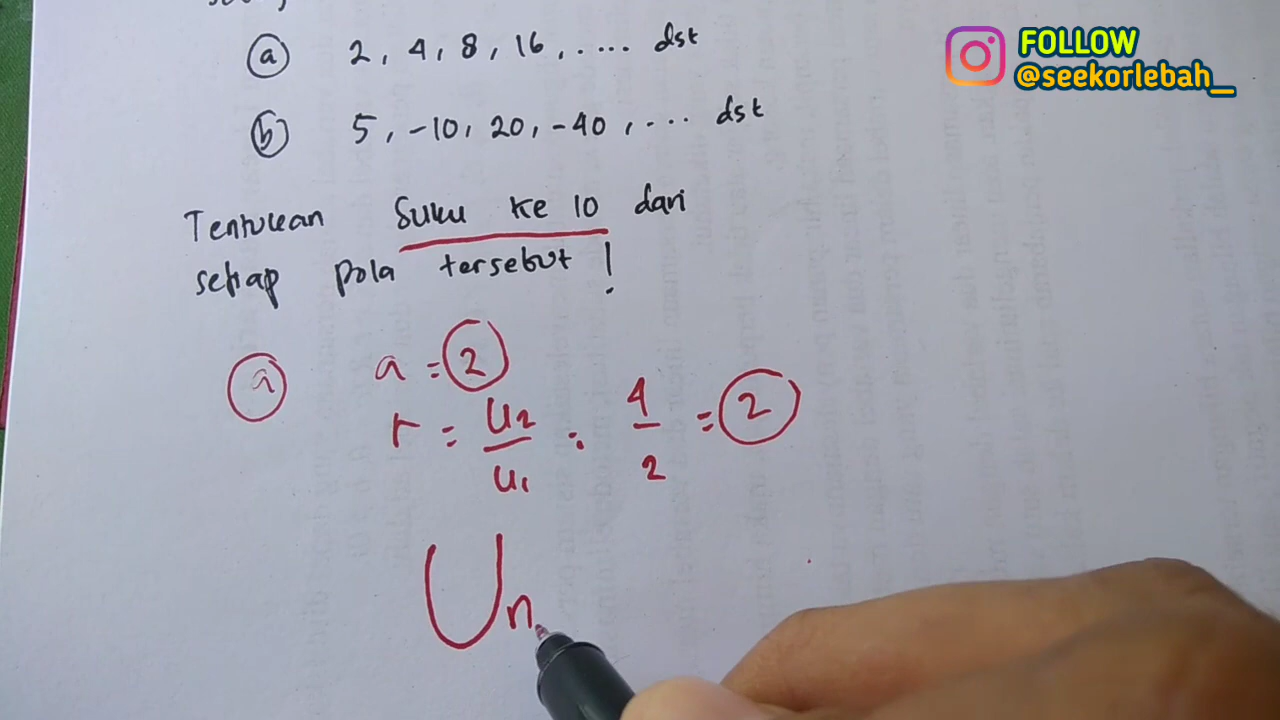 ⓐ 2, 4, 8, 16, .... dst
FOLLOW
@seekorlebah_
ⓑ 5, -10, 20, -40, ... dst
Tentukan Suku ke 10 dari
setiap pola tersebut !
ⓐ a = 2
r = U2/U1 = 4/2 = 2
Un